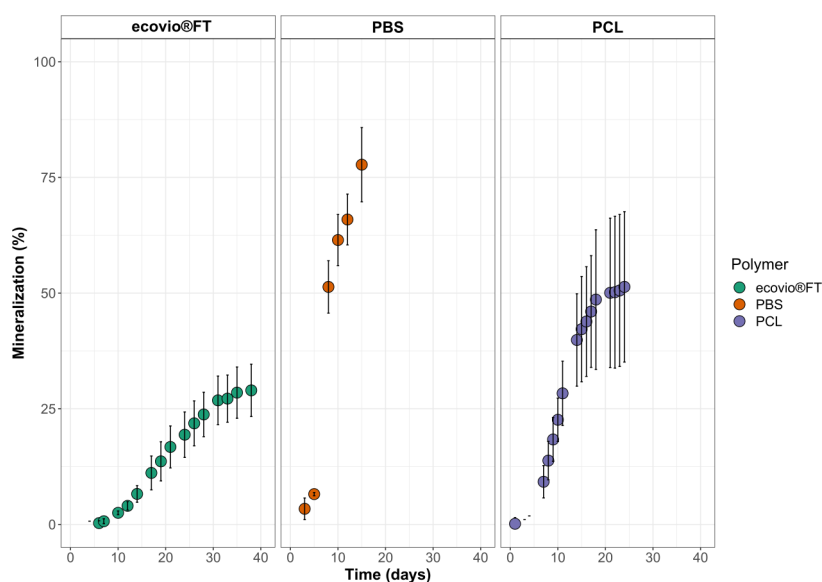 ecovio®FT PBS PCL
100
75
50
25
0
Mineralization (%)
0 10 20 30 40 0 10 20 30 40 0 10 20 30 40
Time (days)
Polymer
ecovio®FT
PBS
PCL